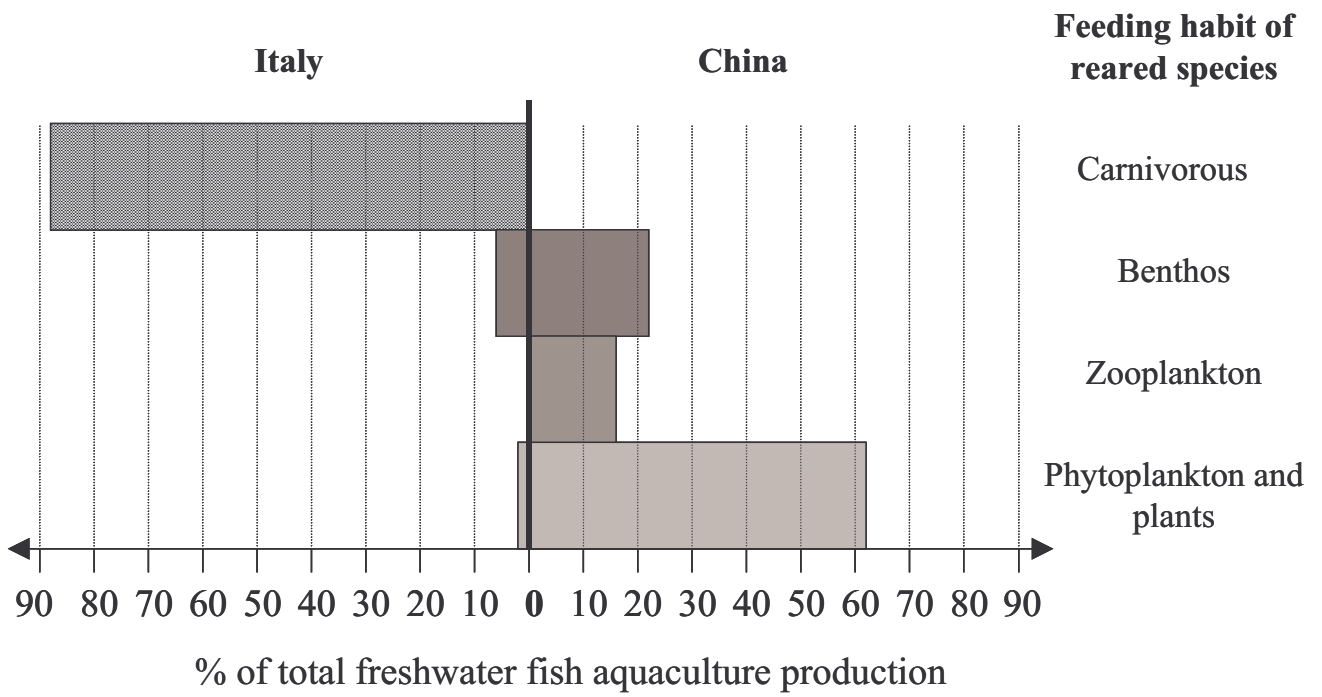 Italy
China
Feeding habit of
reared species
Carnivorous
Benthos
Zooplankton
Phytoplankton and
plants
90 80 70 60 50 40 30 20 10 0 10 20 30 40 50 60 70 80 90
% of total freshwater fish aquaculture production